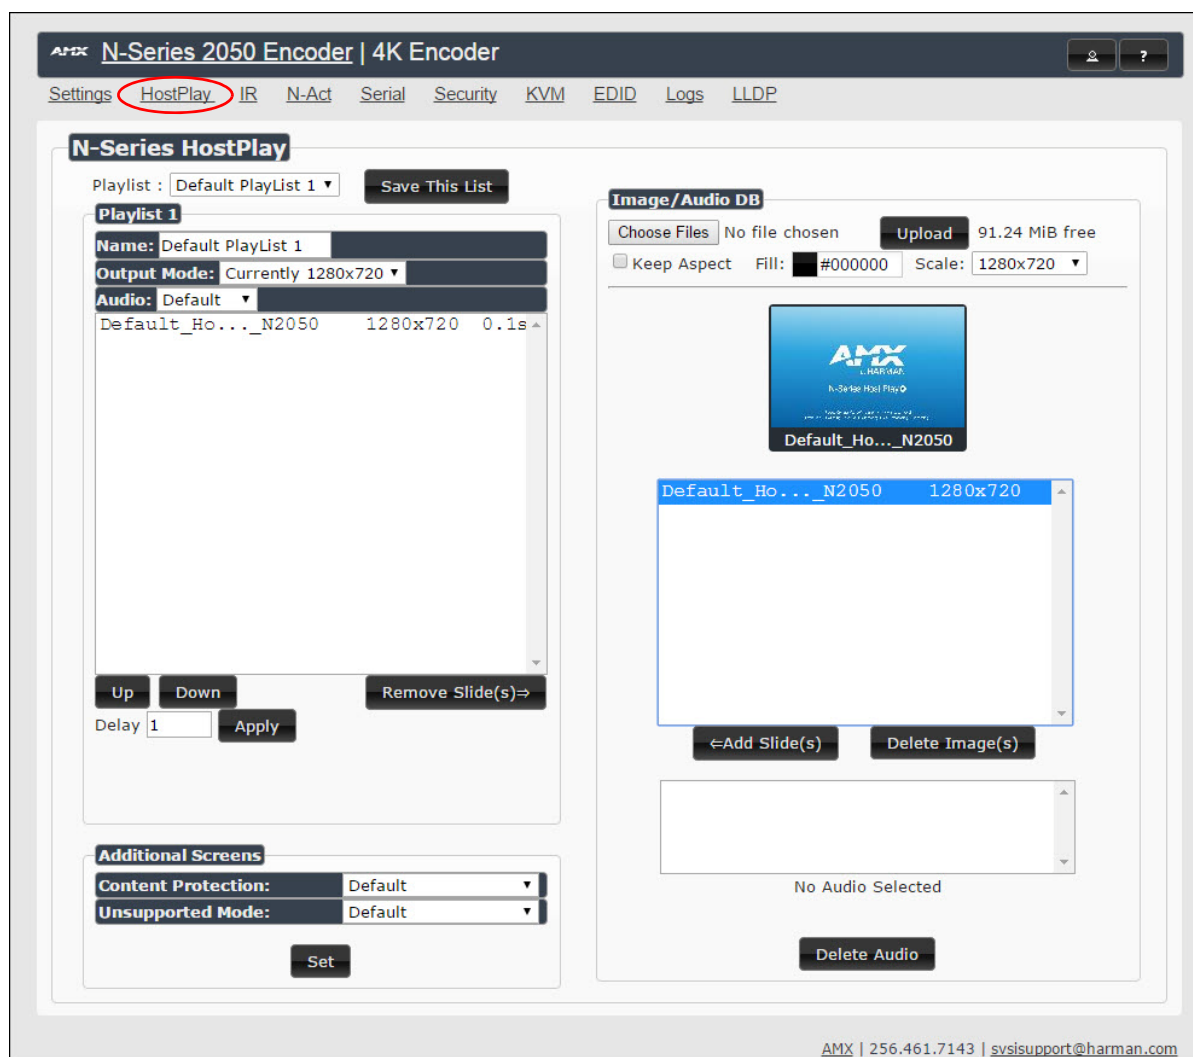 AMX N-Series 2050 Encoder | 4K Encoder ?
Settings HostPlay IR N-Act Serial Security KVM EDID Logs LLDP
N-Series HostPlay
Playlist : Default PlayList 1 Save This List
Playlist 1
Name: Default PlayList 1
Output Mode: Currently 1280x720
Audio: Default
Default_Ho..._N2050 1280x720 0.1s
Up Down Remove Slide(s)⇒
Delay 1 Apply
Additional Screens
Content Protection: Default
Unsupported Mode: Default
Set
Image/Audio DB
Choose Files No file chosen Upload 91.24 MiB free
Keep Aspect Fill: #000000 Scale: 1280x720
AMX
by HARMAN
N-Series Host Play
Default_Ho..._N2050
Default_Ho..._N2050 1280x720
⇐Add Slide(s) Delete Image(s)
No Audio Selected
Delete Audio
AMX | 256.461.7143 | svsisupport@harman.com